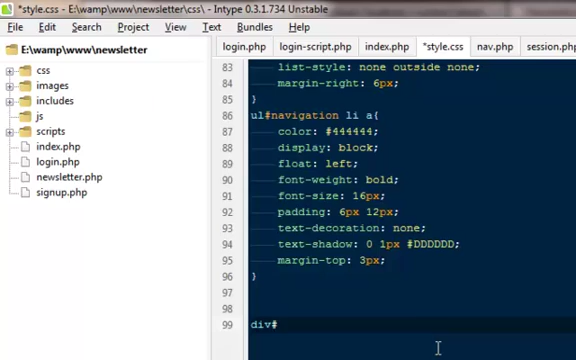 *style.css - E:\wamp\www\newsletter\css\ - Intype 0.3.1.734 Unstable
File Edit Search Project View Text Bundles Help
E:\wamp\www\newsletter
css
images
includes
js
scripts
index.php
login.php
newsletter.php
signup.php
login.php login-script.php index.php *style.css nav.php session.php
83 list-style: none outside none;
84 margin-right: 6px;
85 }
86 ul#navigation li a{
87 color: #444444;
88 display: block;
89 float: left;
90 font-weight: bold;
91 font-size: 16px;
92 padding: 6px 12px;
93 text-decoration: none;
94 text-shadow: 0 1px #DDDDDD;
95 margin-top: 3px;
96 }
97
98
99 div#